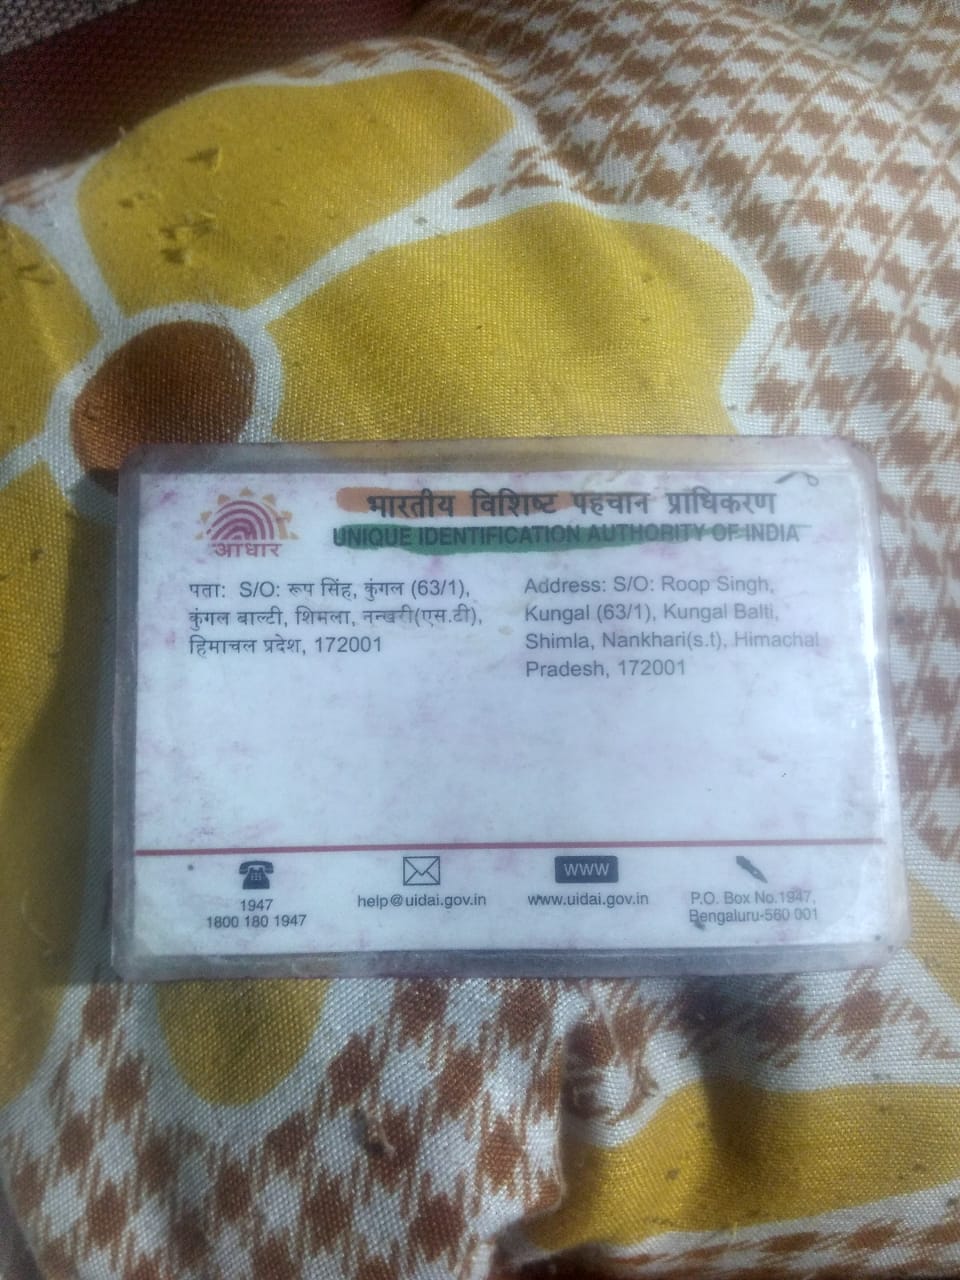 आधार
भारतीय विशिष्ट पहचान प्राधिकरण
UNIQUE IDENTIFICATION AUTHORITY OF INDIA
पता: S/O: रूप सिंह, कुंगल (63/1),
कुंगल बाल्टी, शिमला, नन्खरी(एस.टी),
हिमाचल प्रदेश, 172001
Address: S/O: Roop Singh,
Kungal (63/1), Kungal Balti,
Shimla, Nankhari(s.t), Himachal
Pradesh, 172001
1947
1800 180 1947
help@uidai.gov.in
www
www.uidai.gov.in
P.O. Box No.1947,
Bengaluru-560 001